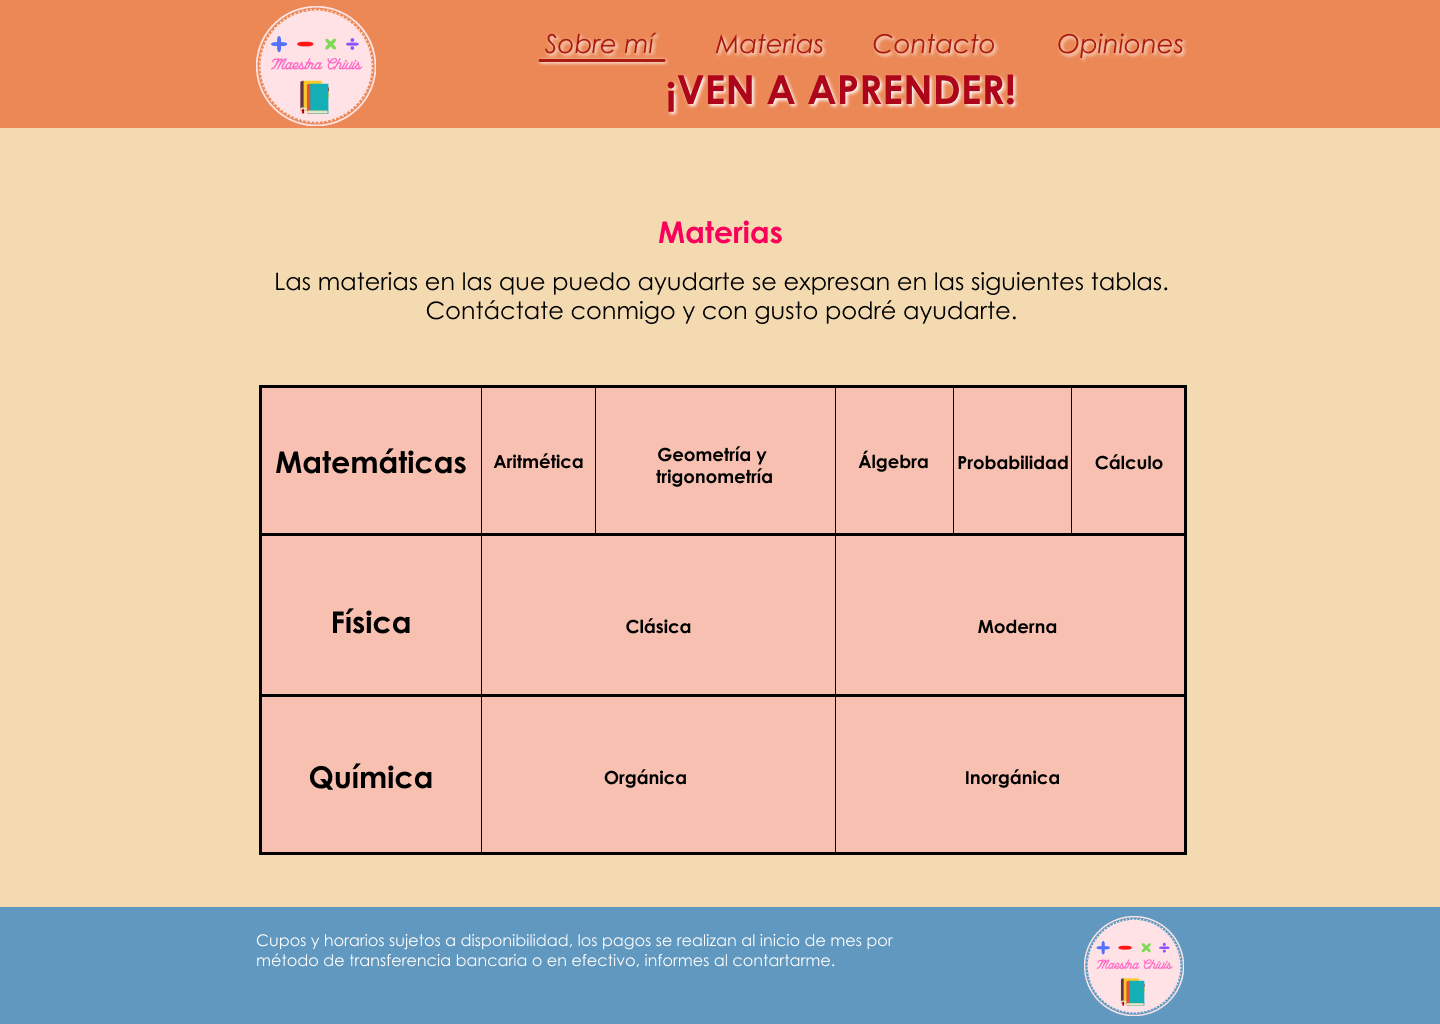 Maestra Chivis
Sobre mí
Materias
Contacto
Opiniones
¡VEN A APRENDER!
Materias
Las materias en las que puedo ayudarte se expresan en las siguientes tablas.
Contáctate conmigo y con gusto podré ayudarte.
Matemáticas
Aritmética
Geometría y
trigonometría
Álgebra
Probabilidad
Cálculo
Física
Clásica
Moderna
Química
Orgánica
Inorgánica
Cupos y horarios sujetos a disponibilidad, los pagos se realizan al inicio de mes por
método de transferencia bancaria o en efectivo, informes al contartarme.
Maestra Chivis